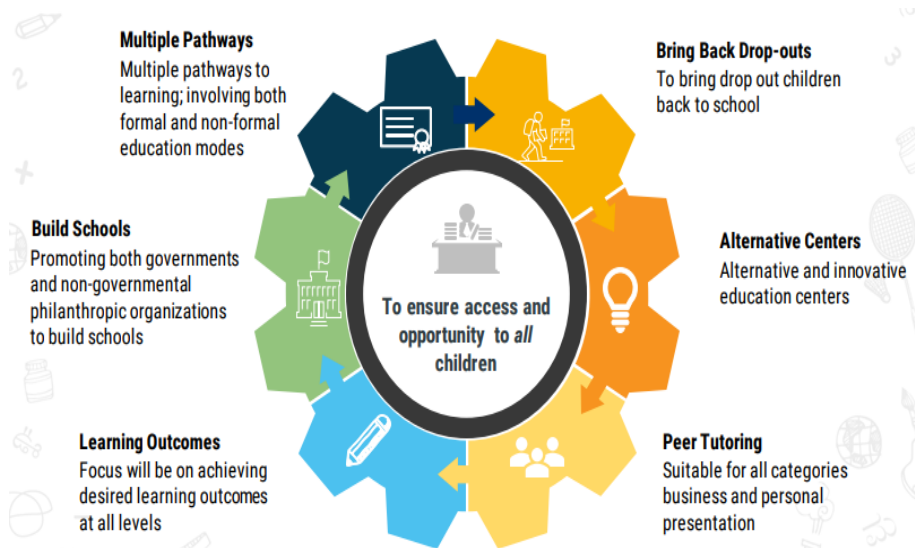 Multiple Pathways
Multiple pathways to
learning; involving both
formal and non-formal
education modes
Bring Back Drop-outs
To bring drop out children
back to school
Build Schools
Promoting both governments
and non-governmental
philanthropic organizations
to build schools
To ensure access and
opportunity to all
children
Alternative Centers
Alternative and innovative
education centers
Learning Outcomes
Focus will be on achieving
desired learning outcomes
at all levels
Peer Tutoring
Suitable for all categories
business and personal
presentation